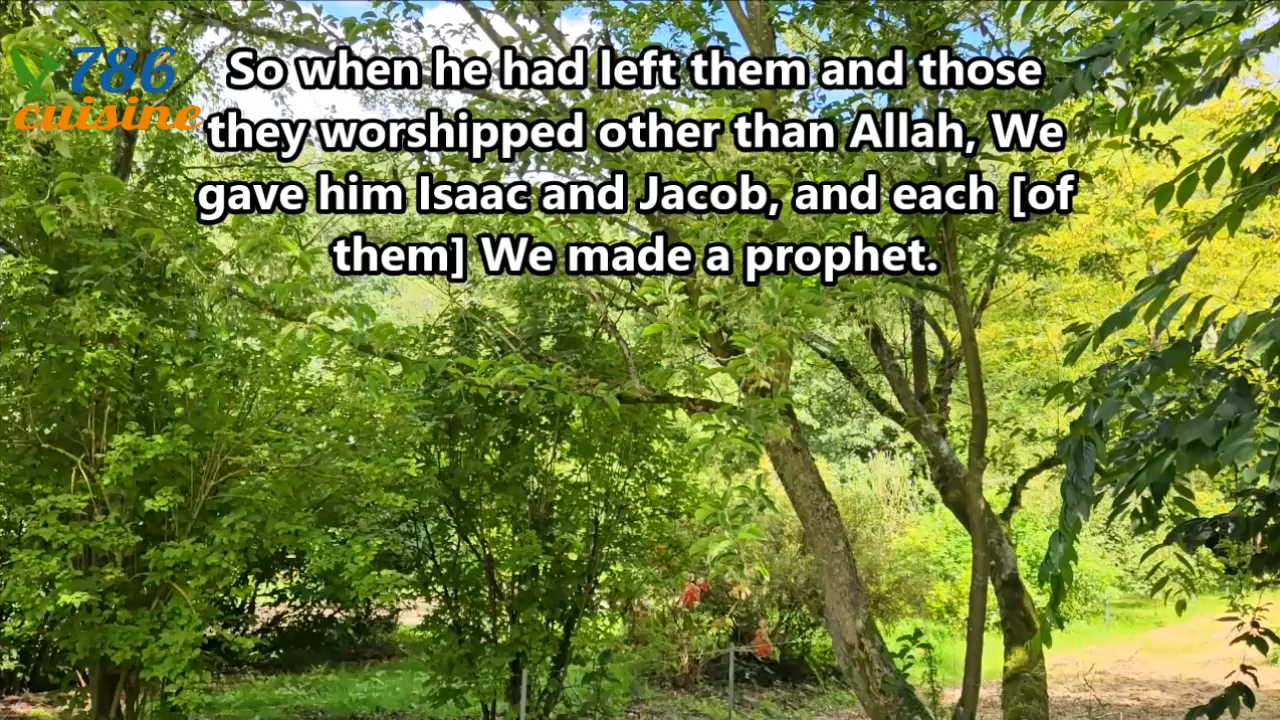 786
cuisine
So when he had left them and those
they worshipped other than Allah, We
gave him Isaac and Jacob, and each [of
them] We made a prophet.